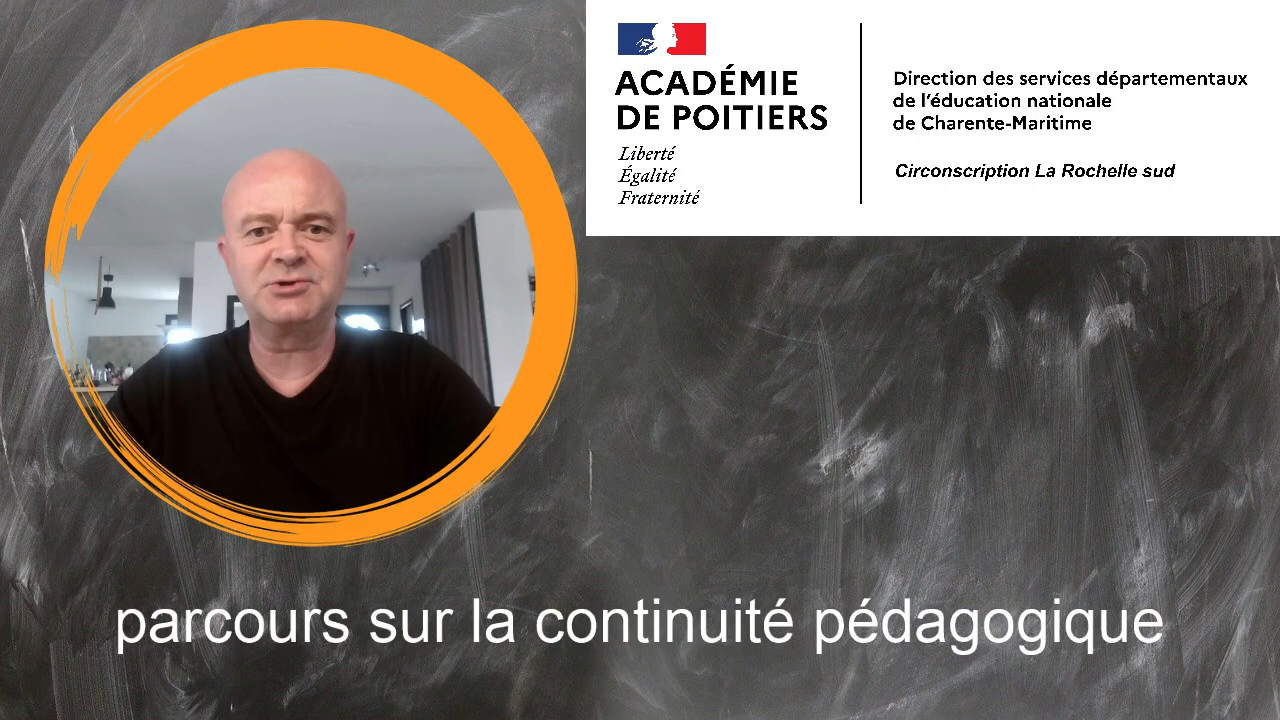 ACADÉMIE
DE POITIERS
Liberté
Égalité
Fraternité
Direction des services départementaux
de l'éducation nationale
de Charente-Maritime
Circonscription La Rochelle sud
parcours sur la continuité pédagogique